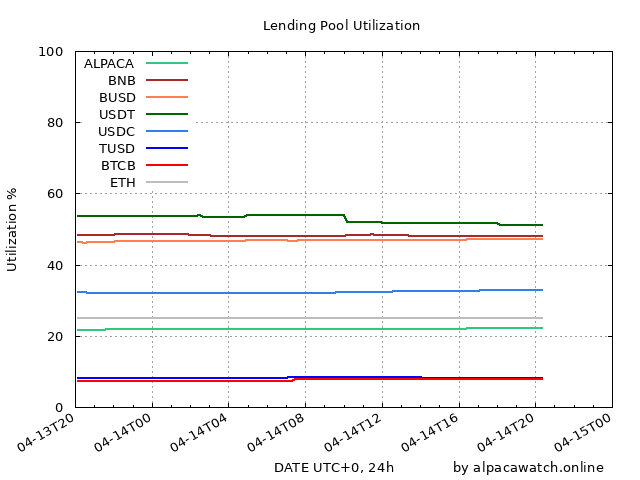 Lending Pool Utilization
100
80
60
40
20
0
Utilization %
ALPACA
BNB
BUSD
USDT
USDC
TUSD
BTCB
ETH
04-13T20
04-14T00
04-14T04
04-14T08
04-14T12
04-14T16
04-14T20
04-15T00
DATE UTC+0, 24h
by alpacawatch.online